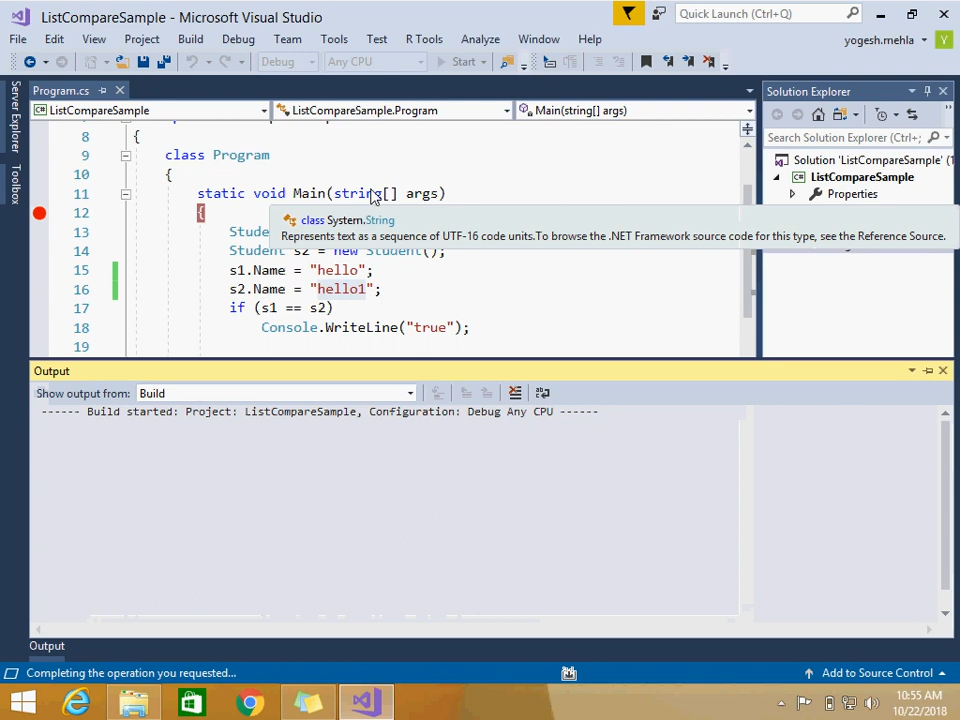 ListCompareSample - Microsoft Visual Studio
Quick Launch (Ctrl+Q)
File Edit View Project Build Debug Team Tools Test R Tools Analyze Window Help
yogesh.mehla Y
Debug Any CPU Start
Server Explorer
Toolbox
Program.cs
ListCompareSample ListCompareSample.Program Main(string[] args)
8 {
9 class Program
10 {
11 static void Main(string[] args)
12 {
class System.String
Represents text as a sequence of UTF-16 code units.To browse the .NET Framework source code for this type, see the Reference Source.
13 Stude
14 Student s2 = new Student();
15 s1.Name = "hello";
16 s2.Name = "hello1";
17 if (s1 == s2)
18 Console.WriteLine("true");
19
Solution Explorer
Search Solution Explorer (Ctrl+;
Solution 'ListCompareSample' (1
ListCompareSample
Properties
Output
Show output from: Build
------ Build started: Project: ListCompareSample, Configuration: Debug Any CPU ------
Output
Completing the operation you requested...
Add to Source Control
10:55 AM
10/22/2018